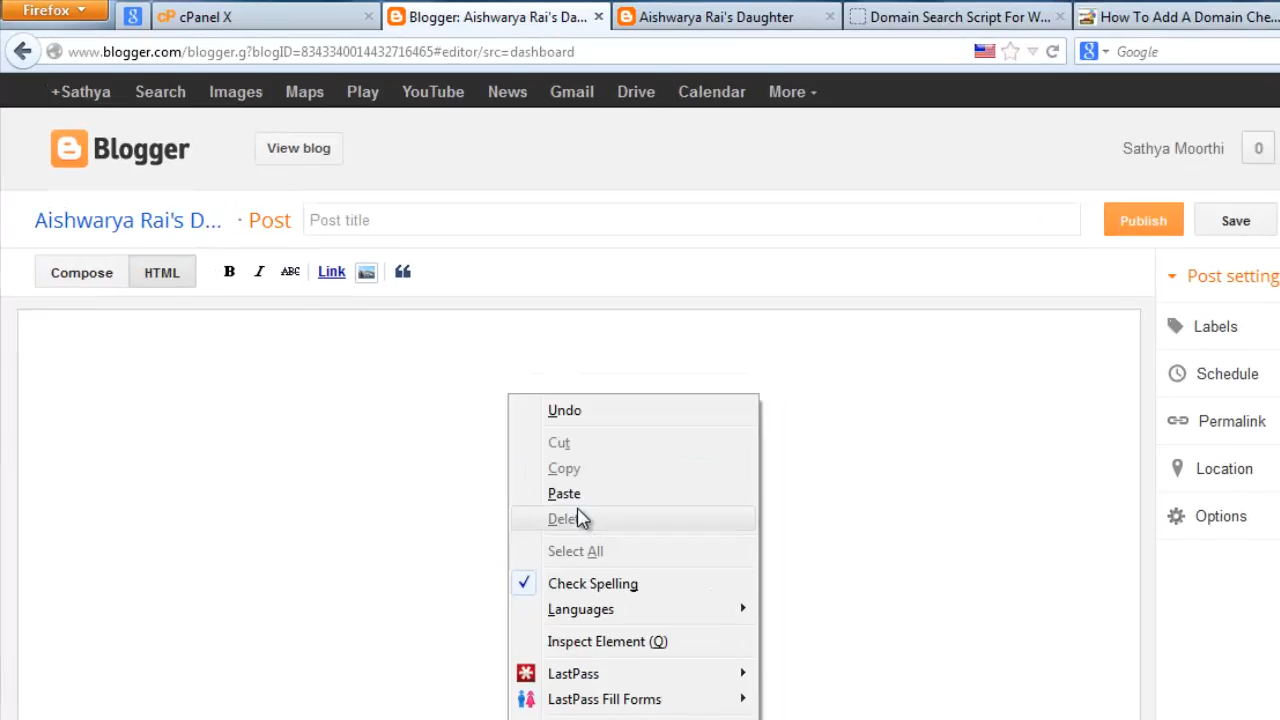 Firefox
cPanel X
Blogger: Aishwarya Rai's Da...
Aishwarya Rai's Daughter
Domain Search Script For W...
How To Add A Domain Che...
www.blogger.com/blogger.g?blogID=8343340014432716465#editor/src=dashboard
Google
+Sathya Search Images Maps Play YouTube News Gmail Drive Calendar More
Blogger
View blog
Sathya Moorthi
0
Aishwarya Rai's D... · Post
Post title
Publish
Save
Compose
HTML
B I ABC Link
Post setting
Labels
Schedule
Permalink
Location
Options
Undo
Cut
Copy
Paste
Select All
Check Spelling
Languages
Inspect Element (Q)
LastPass
LastPass Fill Forms